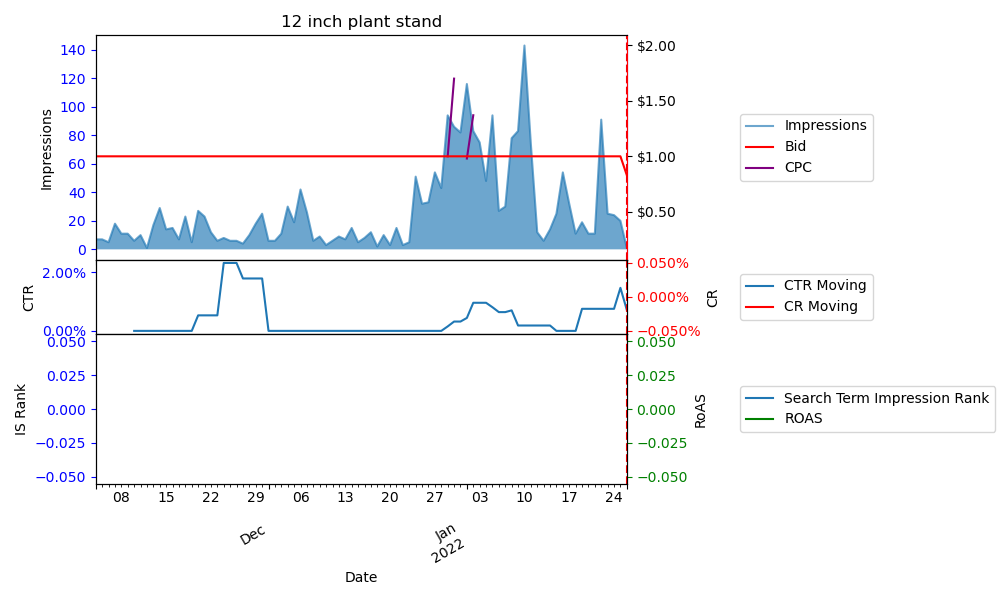 12 inch plant stand
140
120
100
80
60
40
20
0
Impressions
$2.00
$1.50
$1.00
$0.50
Impressions
Bid
CPC
2.00%
0.00%
CTR
0.050%
0.000%
−0.050%
CR
CTR Moving
CR Moving
0.050
0.025
0.000
−0.025
−0.050
IS Rank
0.050
0.025
0.000
−0.025
−0.050
RoAS
Search Term Impression Rank
ROAS
08 15 22 29 06 13 20 27 03 10 17 24
Dec
Jan
2022
Date